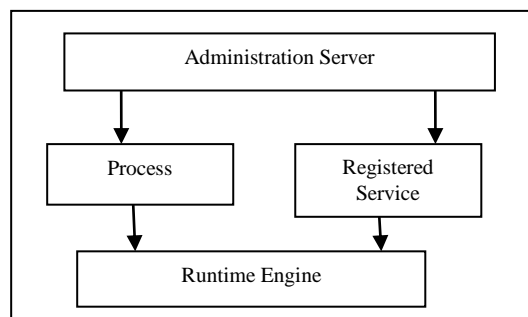 Administration Server
Process
Registered
Service
Runtime Engine